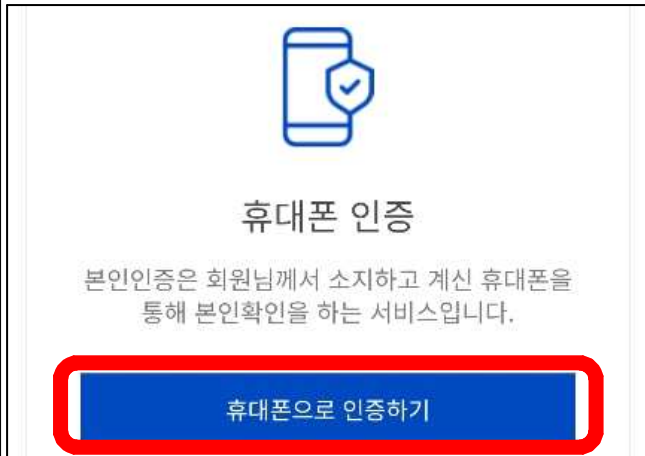 휴대폰 인증
본인인증은 회원님께서 소지하고 계신 휴대폰을
통해 본인확인을 하는 서비스입니다.
휴대폰으로 인증하기